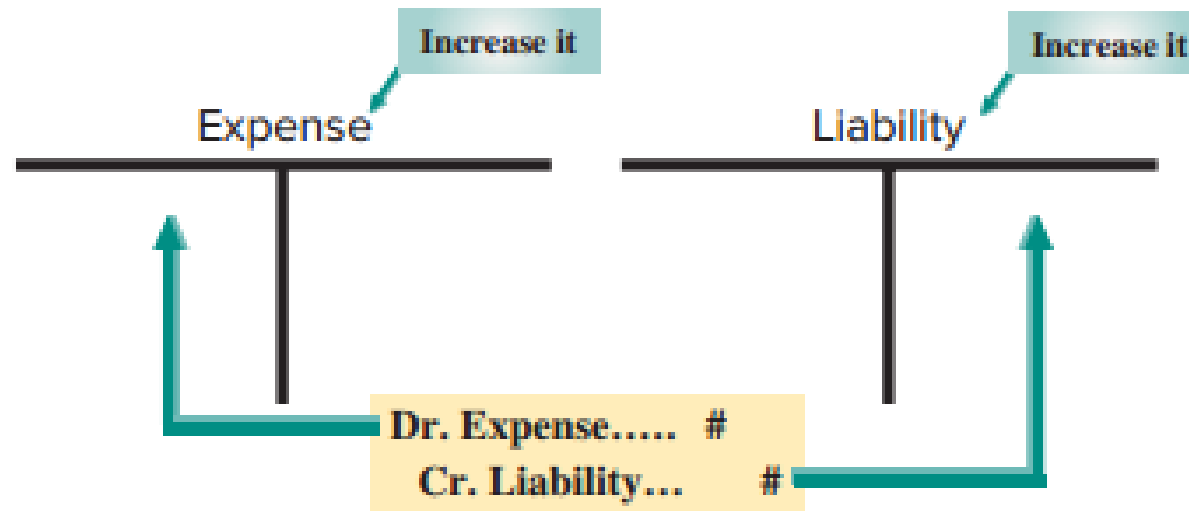 Increase it
Increase it
Expense
Liability
Dr. Expense..... #
Cr. Liability... #